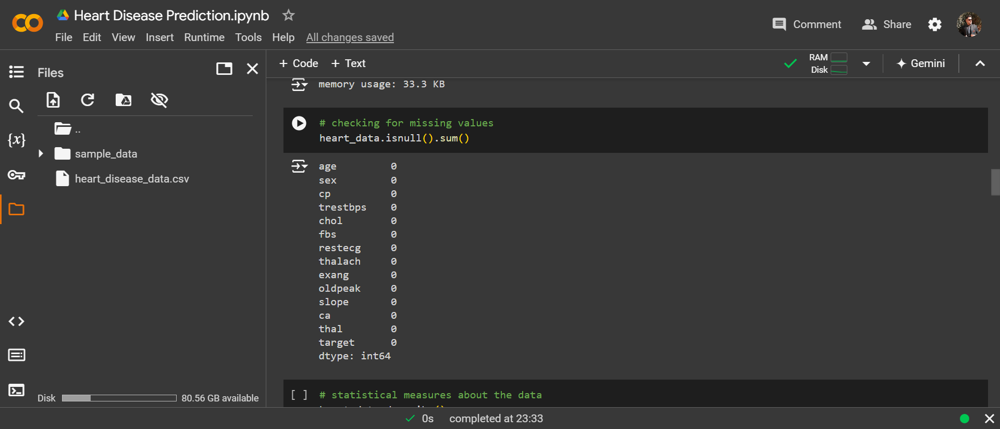 Heart Disease Prediction.ipynb
File Edit View Insert Runtime Tools Help All changes saved
Comment
Share
Files
+ Code + Text
RAM
Disk
Gemini
..
sample_data
heart_disease_data.csv
{x}
Disk 80.56 GB available
memory usage: 33.3 KB
# checking for missing values
heart_data.isnull().sum()
age 0
sex 0
cp 0
trestbps 0
chol 0
fbs 0
restecg 0
thalach 0
exang 0
oldpeak 0
slope 0
ca 0
thal 0
target 0
dtype: int64
[ ] # statistical measures about the data
0s completed at 23:33